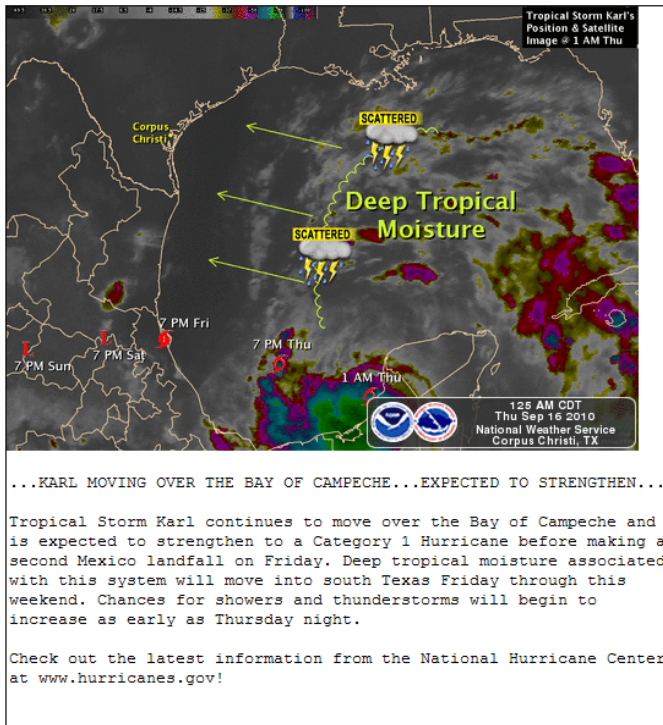 Tropical Storm Karl's
Position & Satellite
Image @ 1 AM Thu
Corpus
Christi
SCATTERED
Deep Tropical
Moisture
SCATTERED
7 PM Fri
7 PM Thu
L
7 PM Sat
L
7 PM Sun
1 AM Thu
125 AM CDT
Thu Sep 16 2010
National Weather Service
Corpus Christi, TX
...KARL MOVING OVER THE BAY OF CAMPECHE...EXPECTED TO STRENGTHEN...
Tropical Storm Karl continues to move over the Bay of Campeche and
is expected to strengthen to a Category 1 Hurricane before making a
second Mexico landfall on Friday. Deep tropical moisture associated
with this system will move into south Texas Friday through this
weekend. Chances for showers and thunderstorms will begin to
increase as early as Thursday night.
Check out the latest information from the National Hurricane Center
at www.hurricanes.gov!